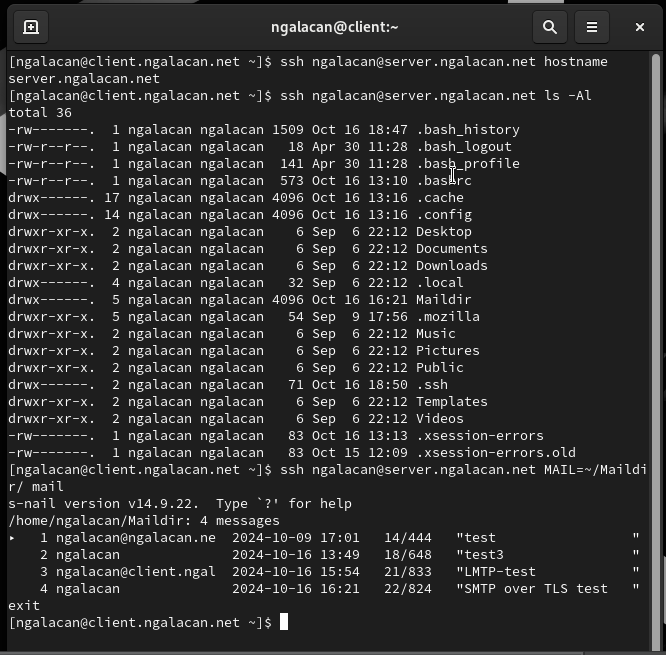 ngalacan@client:~
[ngalacan@client.ngalacan.net ~]$ ssh ngalacan@server.ngalacan.net hostname
server.ngalacan.net
[ngalacan@client.ngalacan.net ~]$ ssh ngalacan@server.ngalacan.net ls -Al
total 36
-rw-------.  1 ngalacan ngalacan 1509 Oct 16 18:47 .bash_history
-rw-r--r--.  1 ngalacan ngalacan   18 Apr 30 11:28 .bash_logout
-rw-r--r--.  1 ngalacan ngalacan  141 Apr 30 11:28 .bash_profile
-rw-r--r--.  1 ngalacan ngalacan  573 Oct 16 13:10 .bashrc
drwx------. 17 ngalacan ngalacan 4096 Oct 16 13:16 .cache
drwx------. 14 ngalacan ngalacan 4096 Oct 16 13:16 .config
drwxr-xr-x.  2 ngalacan ngalacan    6 Sep  6 22:12 Desktop
drwxr-xr-x.  2 ngalacan ngalacan    6 Sep  6 22:12 Documents
drwxr-xr-x.  2 ngalacan ngalacan    6 Sep  6 22:12 Downloads
drwx------.  4 ngalacan ngalacan   32 Sep  6 22:12 .local
drwx------.  5 ngalacan ngalacan 4096 Oct 16 16:21 Maildir
drwxr-xr-x.  5 ngalacan ngalacan   54 Sep  9 17:56 .mozilla
drwxr-xr-x.  2 ngalacan ngalacan    6 Sep  6 22:12 Music
drwxr-xr-x.  2 ngalacan ngalacan    6 Sep  6 22:12 Pictures
drwxr-xr-x.  2 ngalacan ngalacan    6 Sep  6 22:12 Public
drwx------.  2 ngalacan ngalacan   71 Oct 16 18:50 .ssh
drwxr-xr-x.  2 ngalacan ngalacan    6 Sep  6 22:12 Templates
drwxr-xr-x.  2 ngalacan ngalacan    6 Sep  6 22:12 Videos
-rw-------.  1 ngalacan ngalacan   83 Oct 16 13:13 .xsession-errors
-rw-------.  1 ngalacan ngalacan   83 Oct 15 12:09 .xsession-errors.old
[ngalacan@client.ngalacan.net ~]$ ssh ngalacan@server.ngalacan.net MAIL=~/Maildi
r/ mail
s-nail version v14.9.22.  Type `?' for help
/home/ngalacan/Maildir: 4 messages
▸   1 ngalacan@ngalacan.ne  2024-10-09 17:01   14/444   "test                "
    2 ngalacan              2024-10-16 13:49   18/648   "test3               "
    3 ngalacan@client.ngal  2024-10-16 15:54   21/833   "LMTP-test           "
    4 ngalacan              2024-10-16 16:21   22/824   "SMTP over TLS test   "
exit
[ngalacan@client.ngalacan.net ~]$